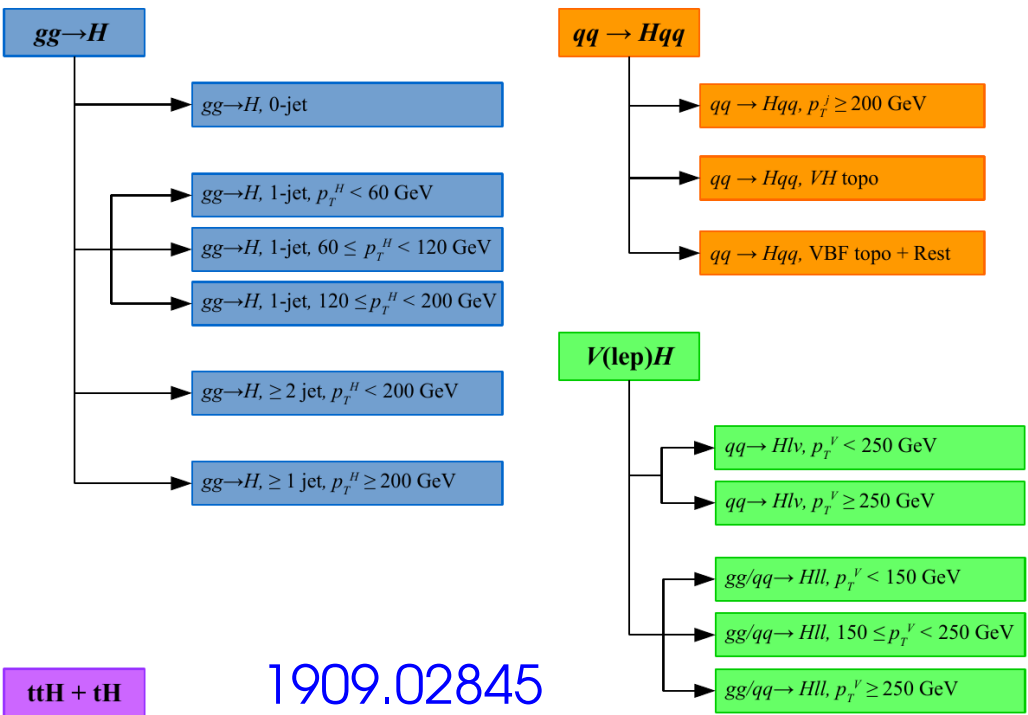 gg→H
gg→H, 0-jet
gg→H, 1-jet, p_T^H < 60 GeV
gg→H, 1-jet, 60 ≤ p_T^H < 120 GeV
gg→H, 1-jet, 120 ≤ p_T^H < 200 GeV
gg→H, ≥ 2 jet, p_T^H < 200 GeV
gg→H, ≥ 1 jet, p_T^H ≥ 200 GeV
ttH + tH
1909.02845
qq → Hqq
qq → Hqq, p_T^j ≥ 200 GeV
qq → Hqq, VH topo
qq → Hqq, VBF topo + Rest
V(lep)H
qq→ Hlν, p_T^V < 250 GeV
qq→ Hlν, p_T^V ≥ 250 GeV
gg/qq→ Hll, p_T^V < 150 GeV
gg/qq→ Hll, 150 ≤ p_T^V < 250 GeV
gg/qq→ Hll, p_T^V ≥ 250 GeV